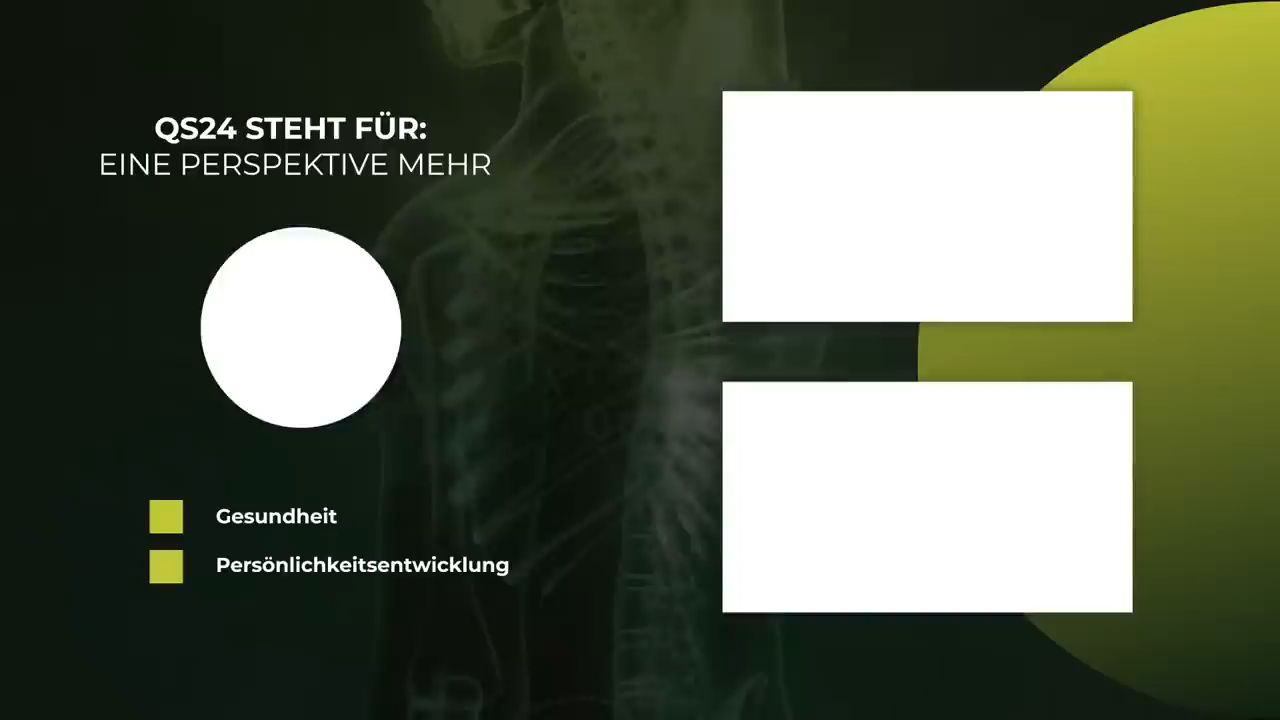 QS24 STEHT FÜR:
EINE PERSPEKTIVE MEHR
Gesundheit
Persönlichkeitsentwicklung